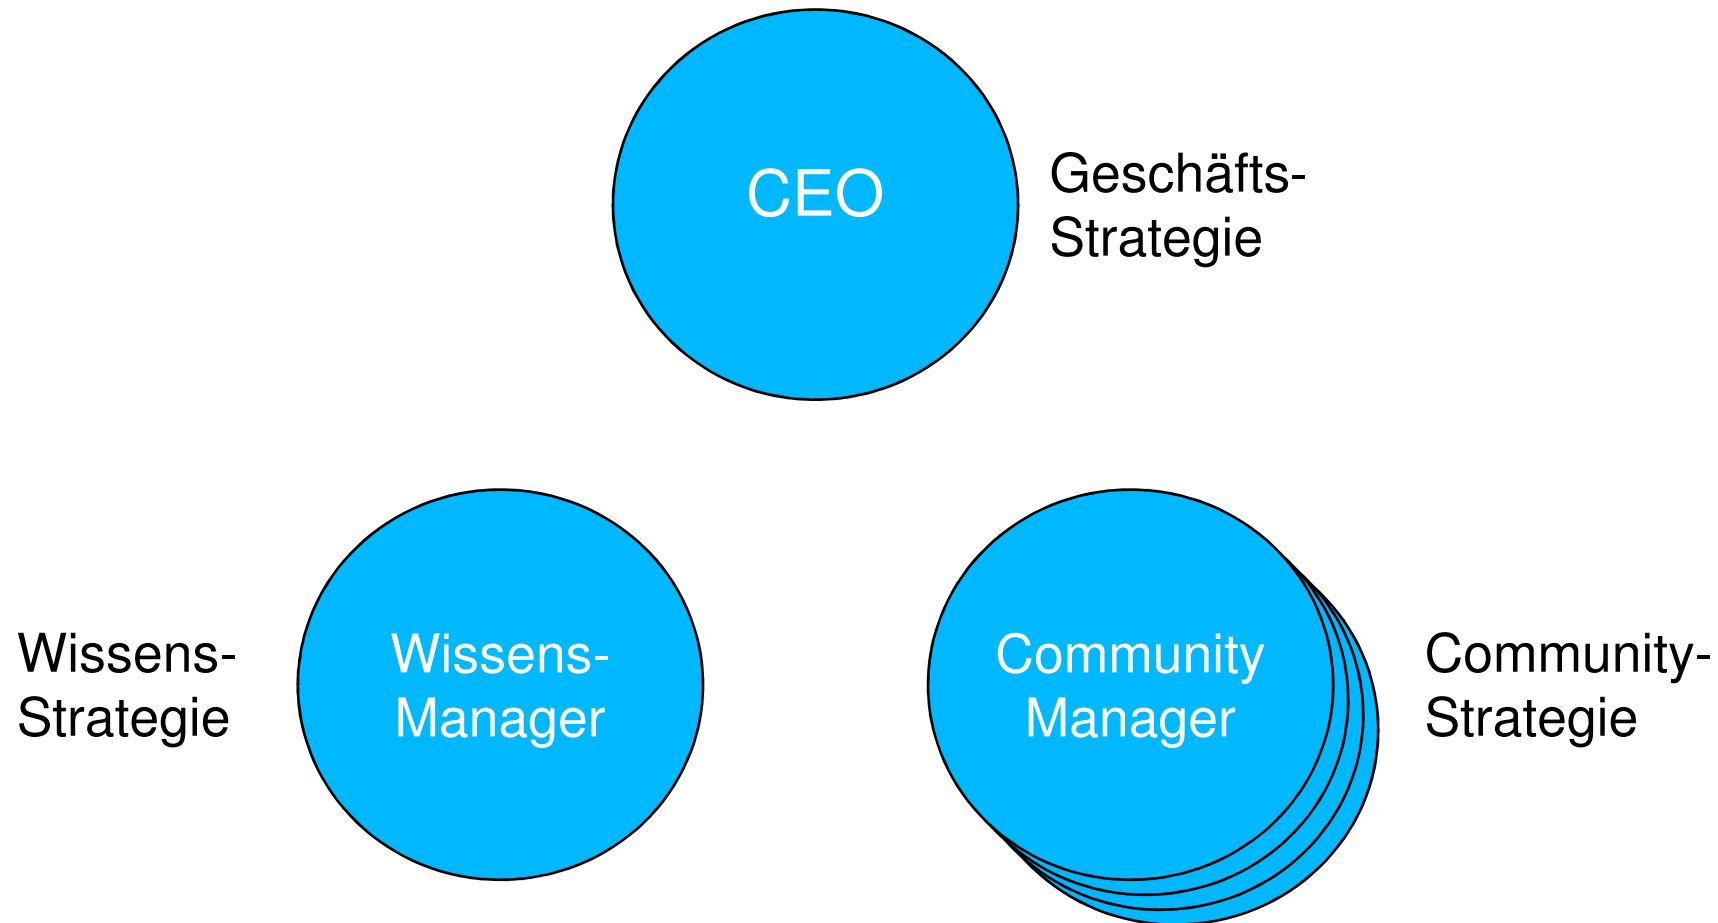 CEO
Geschäfts-
Strategie
Wissens-
Strategie
Wissens-
Manager
Community
Manager
Community-
Strategie